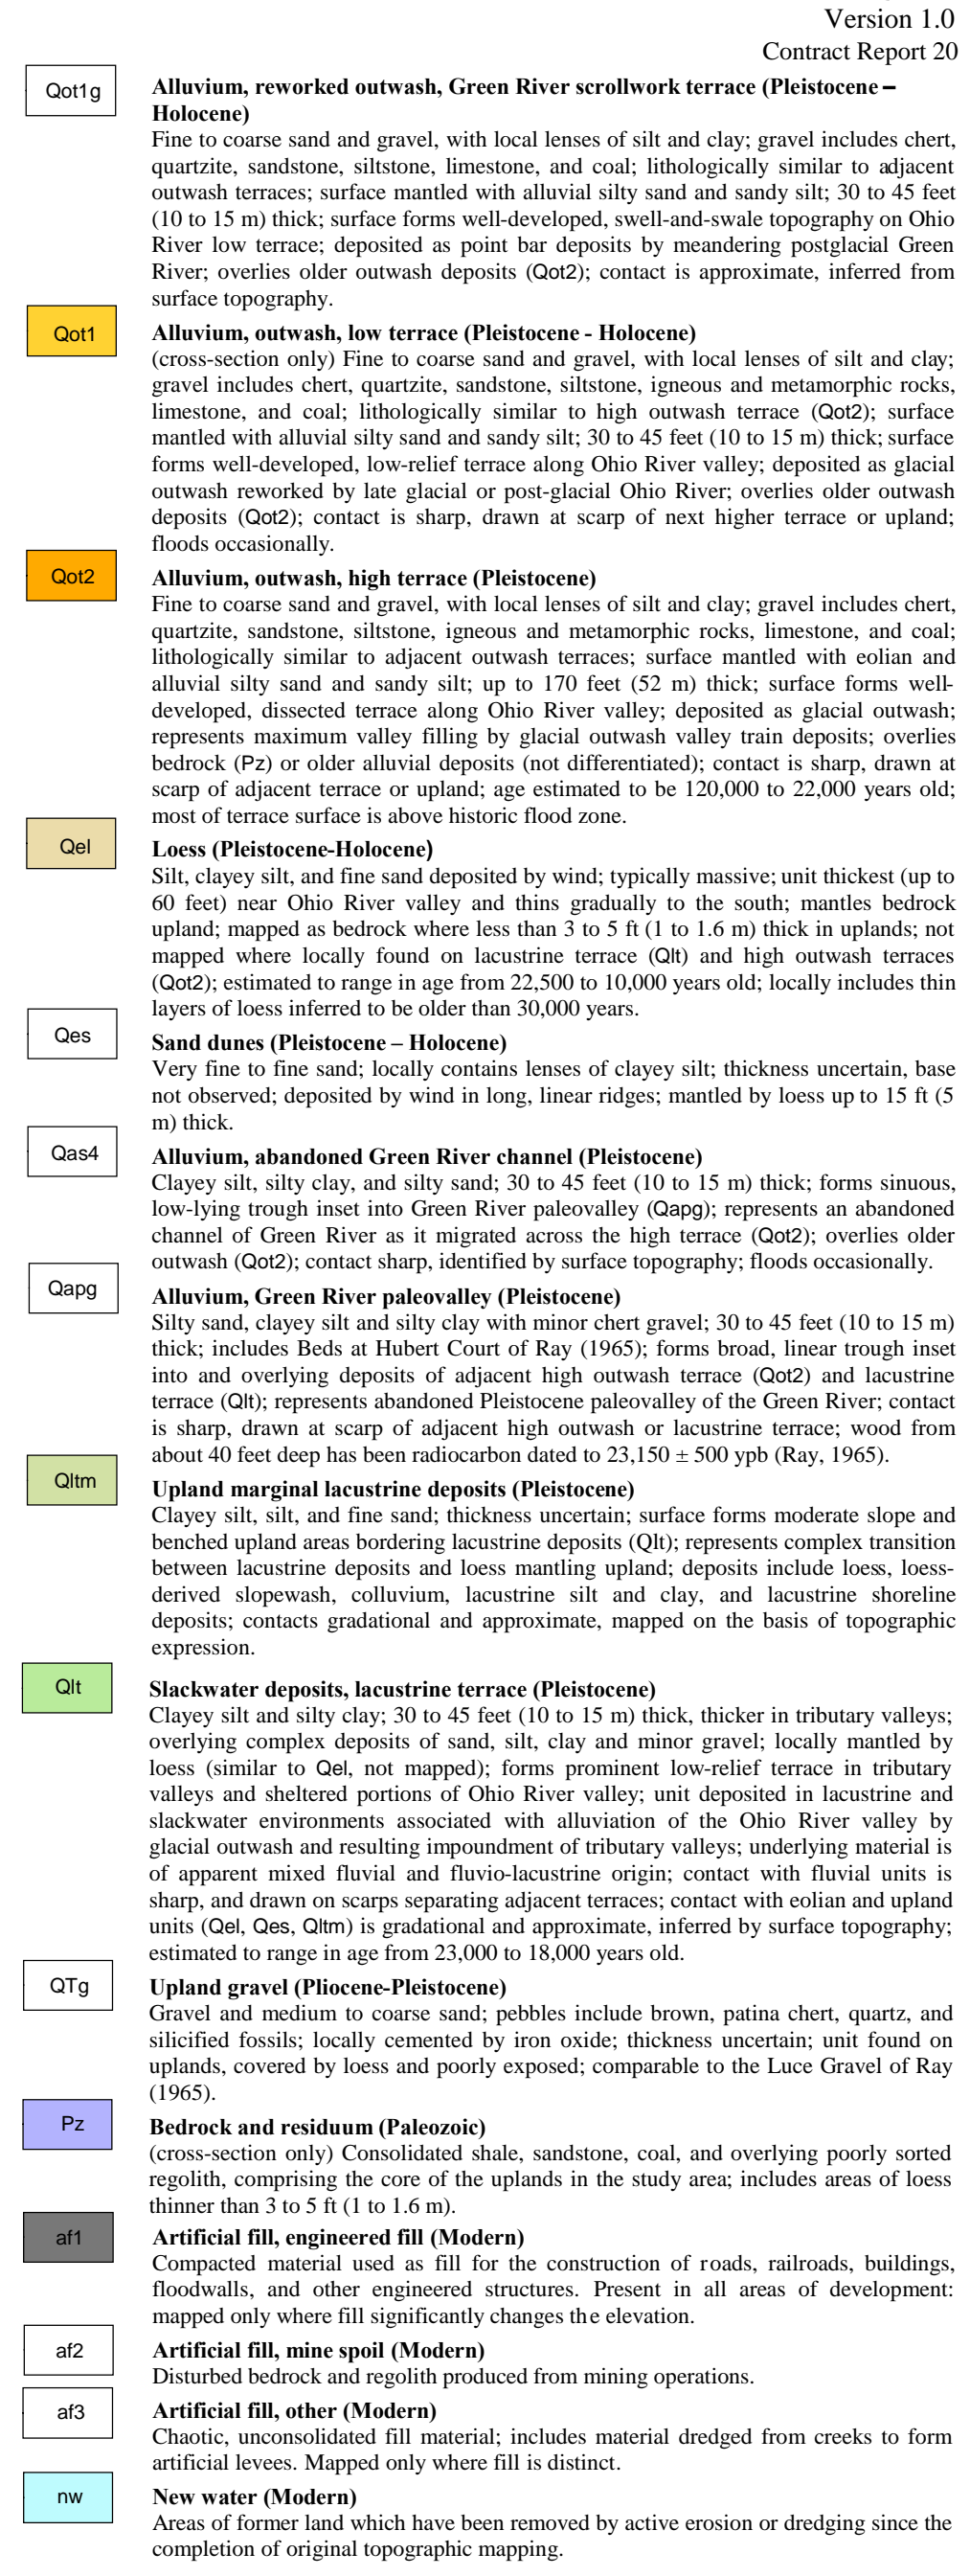 Version 1.0
Contract Report 20
Qot1g
Alluvium, reworked outwash, Green River scrollwork terrace (Pleistocene –
Holocene)
Fine to coarse sand and gravel, with local lenses of silt and clay; gravel includes chert,
quartzite, sandstone, siltstone, limestone, and coal; lithologically similar to adjacent
outwash terraces; surface mantled with alluvial silty sand and sandy silt; 30 to 45 feet
(10 to 15 m) thick; surface forms well-developed, swell-and-swale topography on Ohio
River low terrace; deposited as point bar deposits by meandering postglacial Green
River; overlies older outwash deposits (Qot2); contact is approximate, inferred from
surface topography.
Qot1
Alluvium, outwash, low terrace (Pleistocene - Holocene)
(cross-section only) Fine to coarse sand and gravel, with local lenses of silt and clay;
gravel includes chert, quartzite, sandstone, siltstone, igneous and metamorphic rocks,
limestone, and coal; lithologically similar to high outwash terrace (Qot2); surface
mantled with alluvial silty sand and sandy silt; 30 to 45 feet (10 to 15 m) thick; surface
forms well-developed, low-relief terrace along Ohio River valley; deposited as glacial
outwash reworked by late glacial or post-glacial Ohio River; overlies older outwash
deposits (Qot2); contact is sharp, drawn at scarp of next higher terrace or upland;
floods occasionally.
Qot2
Alluvium, outwash, high terrace (Pleistocene)
Fine to coarse sand and gravel, with local lenses of silt and clay; gravel includes chert,
quartzite, sandstone, siltstone, igneous and metamorphic rocks, limestone, and coal;
lithologically similar to adjacent outwash terraces; surface mantled with eolian and
alluvial silty sand and sandy silt; up to 170 feet (52 m) thick; surface forms well-
developed, dissected terrace along Ohio River valley; deposited as glacial outwash;
represents maximum valley filling by glacial outwash valley train deposits; overlies
bedrock (Pz) or older alluvial deposits (not differentiated); contact is sharp, drawn at
scarp of adjacent terrace or upland; age estimated to be 120,000 to 22,000 years old;
most of terrace surface is above historic flood zone.
Qel
Loess (Pleistocene-Holocene)
Silt, clayey silt, and fine sand deposited by wind; typically massive; unit thickest (up to
60 feet) near Ohio River valley and thins gradually to the south; mantles bedrock
upland; mapped as bedrock where less than 3 to 5 ft (1 to 1.6 m) thick in uplands; not
mapped where locally found on lacustrine terrace (Qlt) and high outwash terraces
(Qot2); estimated to range in age from 22,500 to 10,000 years old; locally includes thin
layers of loess inferred to be older than 30,000 years.
Qes
Sand dunes (Pleistocene – Holocene)
Very fine to fine sand; locally contains lenses of clayey silt; thickness uncertain, base
not observed; deposited by wind in long, linear ridges; mantled by loess up to 15 ft (5
m) thick.
Qas4
Alluvium, abandoned Green River channel (Pleistocene)
Clayey silt, silty clay, and silty sand; 30 to 45 feet (10 to 15 m) thick; forms sinuous,
low-lying trough inset into Green River paleovalley (Qapg); represents an abandoned
channel of Green River as it migrated across the high terrace (Qot2); overlies older
outwash (Qot2); contact sharp, identified by surface topography; floods occasionally.
Qapg
Alluvium, Green River paleovalley (Pleistocene)
Silty sand, clayey silt and silty clay with minor chert gravel; 30 to 45 feet (10 to 15 m)
thick; includes Beds at Hubert Court of Ray (1965); forms broad, linear trough inset
into and overlying deposits of adjacent high outwash terrace (Qot2) and lacustrine
terrace (Qlt); represents abandoned Pleistocene paleovalley of the Green River; contact
is sharp, drawn at scarp of adjacent high outwash or lacustrine terrace; wood from
about 40 feet deep has been radiocarbon dated to 23,150 ± 500 ypb (Ray, 1965).
Qltm
Upland marginal lacustrine deposits (Pleistocene)
Clayey silt, silt, and fine sand; thickness uncertain; surface forms moderate slope and
benched upland areas bordering lacustrine deposits (Qlt); represents complex transition
between lacustrine deposits and loess mantling upland; deposits include loess, loess-
derived slopewash, colluvium, lacustrine silt and clay, and lacustrine shoreline
deposits; contacts gradational and approximate, mapped on the basis of topographic
expression.
Qlt
Slackwater deposits, lacustrine terrace (Pleistocene)
Clayey silt and silty clay; 30 to 45 feet (10 to 15 m) thick, thicker in tributary valleys;
overlying complex deposits of sand, silt, clay and minor gravel; locally mantled by
loess (similar to Qel, not mapped); forms prominent low-relief terrace in tributary
valleys and sheltered portions of Ohio River valley; unit deposited in lacustrine and
slackwater environments associated with alluviation of the Ohio River valley by
glacial outwash and resulting impoundment of tributary valleys; underlying material is
of apparent mixed fluvial and fluvio-lacustrine origin; contact with fluvial units is
sharp, and drawn on scarps separating adjacent terraces; contact with eolian and upland
units (Qel, Qes, Qltm) is gradational and approximate, inferred by surface topography;
estimated to range in age from 23,000 to 18,000 years old.
QTg
Upland gravel (Pliocene-Pleistocene)
Gravel and medium to coarse sand; pebbles include brown, patina chert, quartz, and
silicified fossils; locally cemented by iron oxide; thickness uncertain; unit found on
uplands, covered by loess and poorly exposed; comparable to the Luce Gravel of Ray
(1965).
Pz
Bedrock and residuum (Paleozoic)
(cross-section only) Consolidated shale, sandstone, coal, and overlying poorly sorted
regolith, comprising the core of the uplands in the study area; includes areas of loess
thinner than 3 to 5 ft (1 to 1.6 m).
af1
Artificial fill, engineered fill (Modern)
Compacted material used as fill for the construction of roads, railroads, buildings,
floodwalls, and other engineered structures. Present in all areas of development:
mapped only where fill significantly changes the elevation.
af2
Artificial fill, mine spoil (Modern)
Disturbed bedrock and regolith produced from mining operations.
af3
Artificial fill, other (Modern)
Chaotic, unconsolidated fill material; includes material dredged from creeks to form
artificial levees. Mapped only where fill is distinct.
nw
New water (Modern)
Areas of former land which have been removed by active erosion or dredging since the
completion of original topographic mapping.